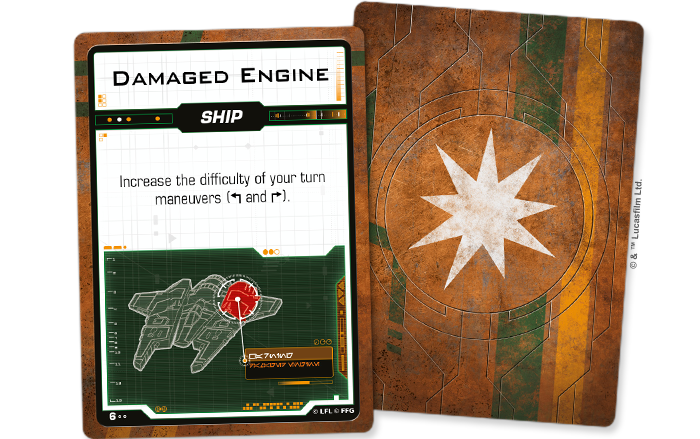 DAMAGED ENGINE
SHIP
Increase the difficulty of your turn
maneuvers (↰ and ↱).
6
© LFL © FFG
© & ™ Lucasfilm Ltd.